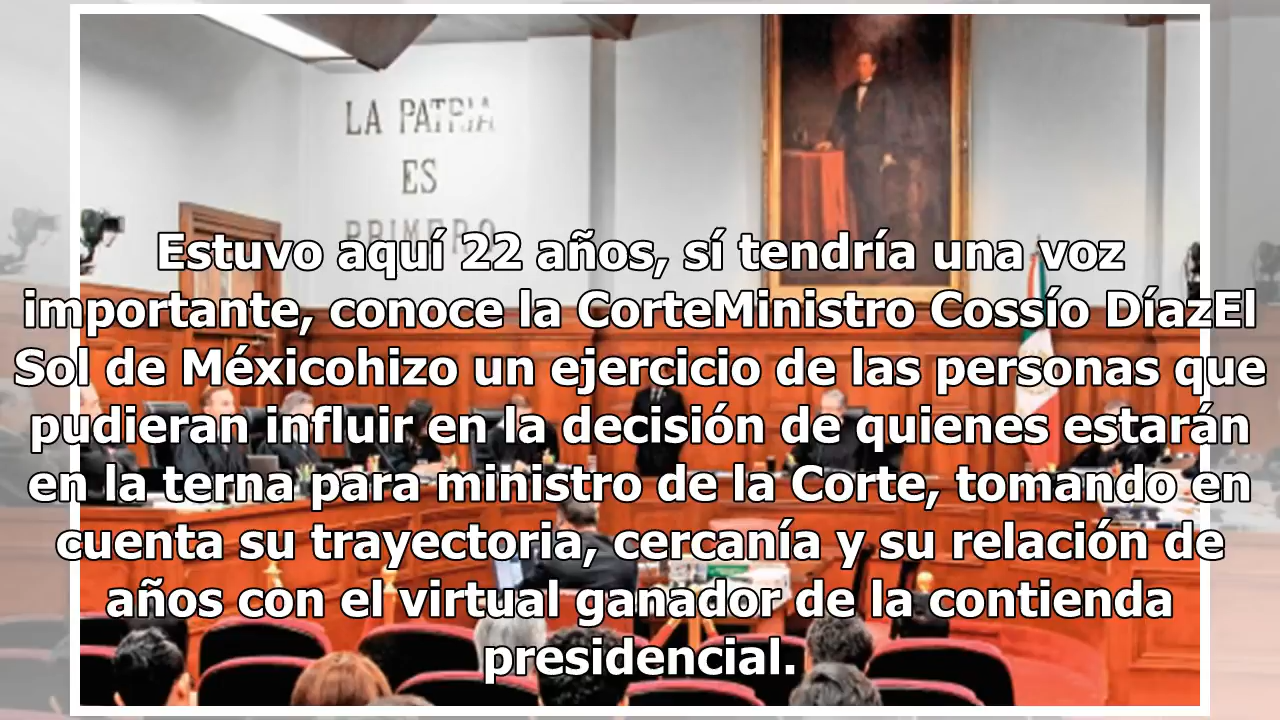 LA PATRIA
ES
PRIMERO
Estuvo aquí 22 años, sí tendría una voz
importante, conoce la CorteMinistro Cossío DíazEl
Sol de Méxicohizo un ejercicio de las personas que
pudieran influir en la decisión de quienes estarán
en la terna para ministro de la Corte, tomando en
cuenta su trayectoria, cercanía y su relación de
años con el virtual ganador de la contienda
presidencial.